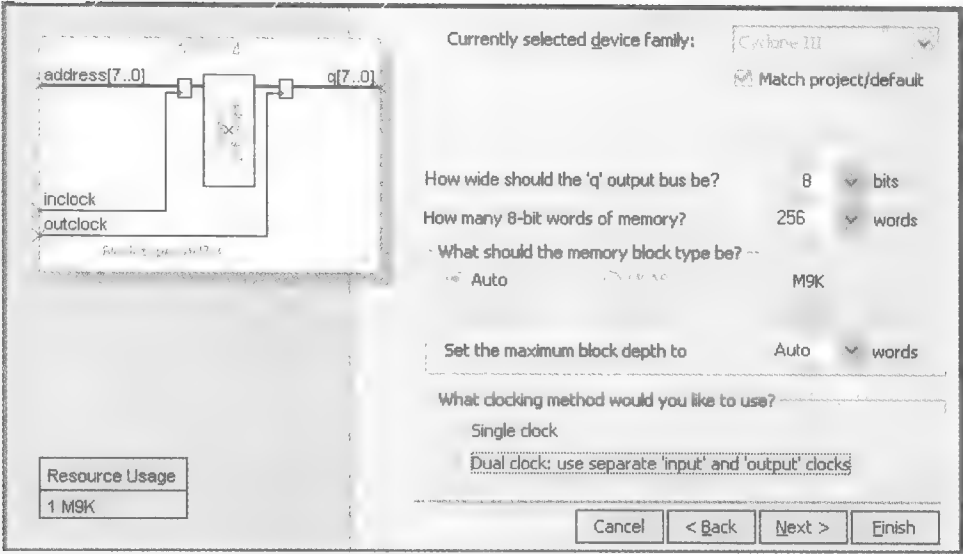 address[7..0]
q[7..0]
inclock
outclock
Resource Usage
1 M9K
Currently selected device family:
Cyclone III
Match project/default
How wide should the 'q' output bus be?
8
bits
How many 8-bit words of memory?
256
words
What should the memory block type be?
Auto
M9K
Set the maximum block depth to
Auto
words
What clocking method would you like to use?
Single clock
Dual clock: use separate 'input' and 'output' clocks
Cancel
< Back
Next >
Finish